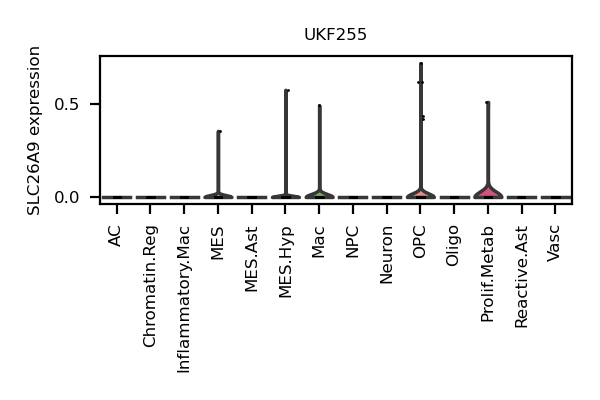 UKF255
SLC26A9 expression
0.5
0.0
AC
Chromatin.Reg
Inflammatory.Mac
MES
MES.Ast
MES.Hyp
Mac
NPC
Neuron
OPC
Oligo
Prolif.Metab
Reactive.Ast
Vasc